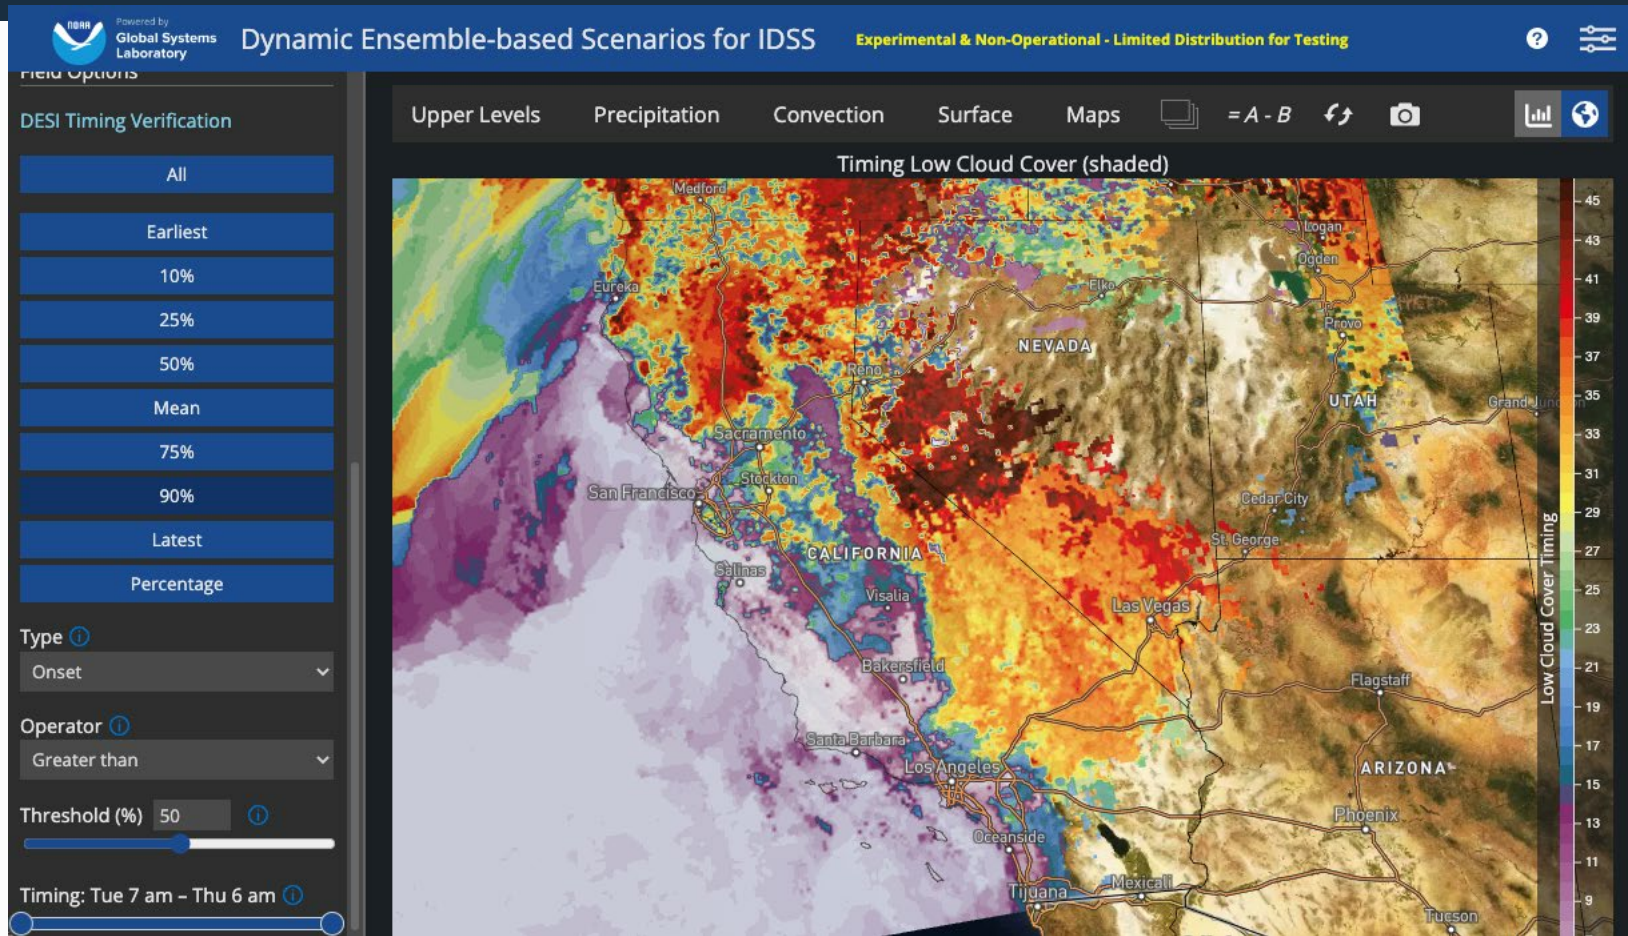 NOAA
Powered by
Global Systems
Laboratory
Dynamic Ensemble-based Scenarios for IDSS
Experimental & Non-Operational - Limited Distribution for Testing
?
Field Options
DESI Timing Verification
All
Earliest
10%
25%
50%
Mean
75%
90%
Latest
Percentage
Type
Onset
Operator
Greater than
Threshold (%) 50
Timing: Tue 7 am – Thu 6 am
Upper Levels Precipitation Convection Surface Maps = A - B
Timing Low Cloud Cover (shaded)
Medford
Logan
Ogden
Eureka
Elko
Provo
NEVADA
Reno
UTAH
Grand Junction
Sacramento
Stockton
San Francisco
Cedar City
St. George
CALIFORNIA
Salinas
Visalia
Las Vegas
Bakersfield
Flagstaff
Santa Barbara
Los Angeles
ARIZONA
Phoenix
Oceanside
Tijuana
Mexicali
Tucson
Low Cloud Cover Timing
45
43
41
39
37
35
33
31
29
27
25
23
21
19
17
15
13
11
9